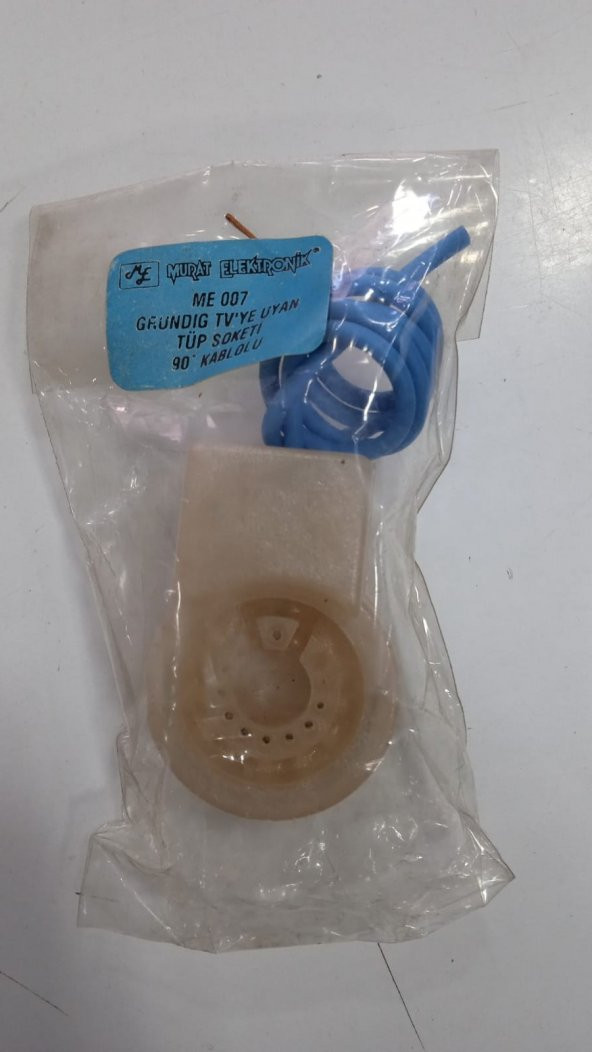 ME MURAT ELEKTRONİK
ME 007
GRUNDIG TV'YE UYAN
TÜP SOKETİ
90° KABLOLU